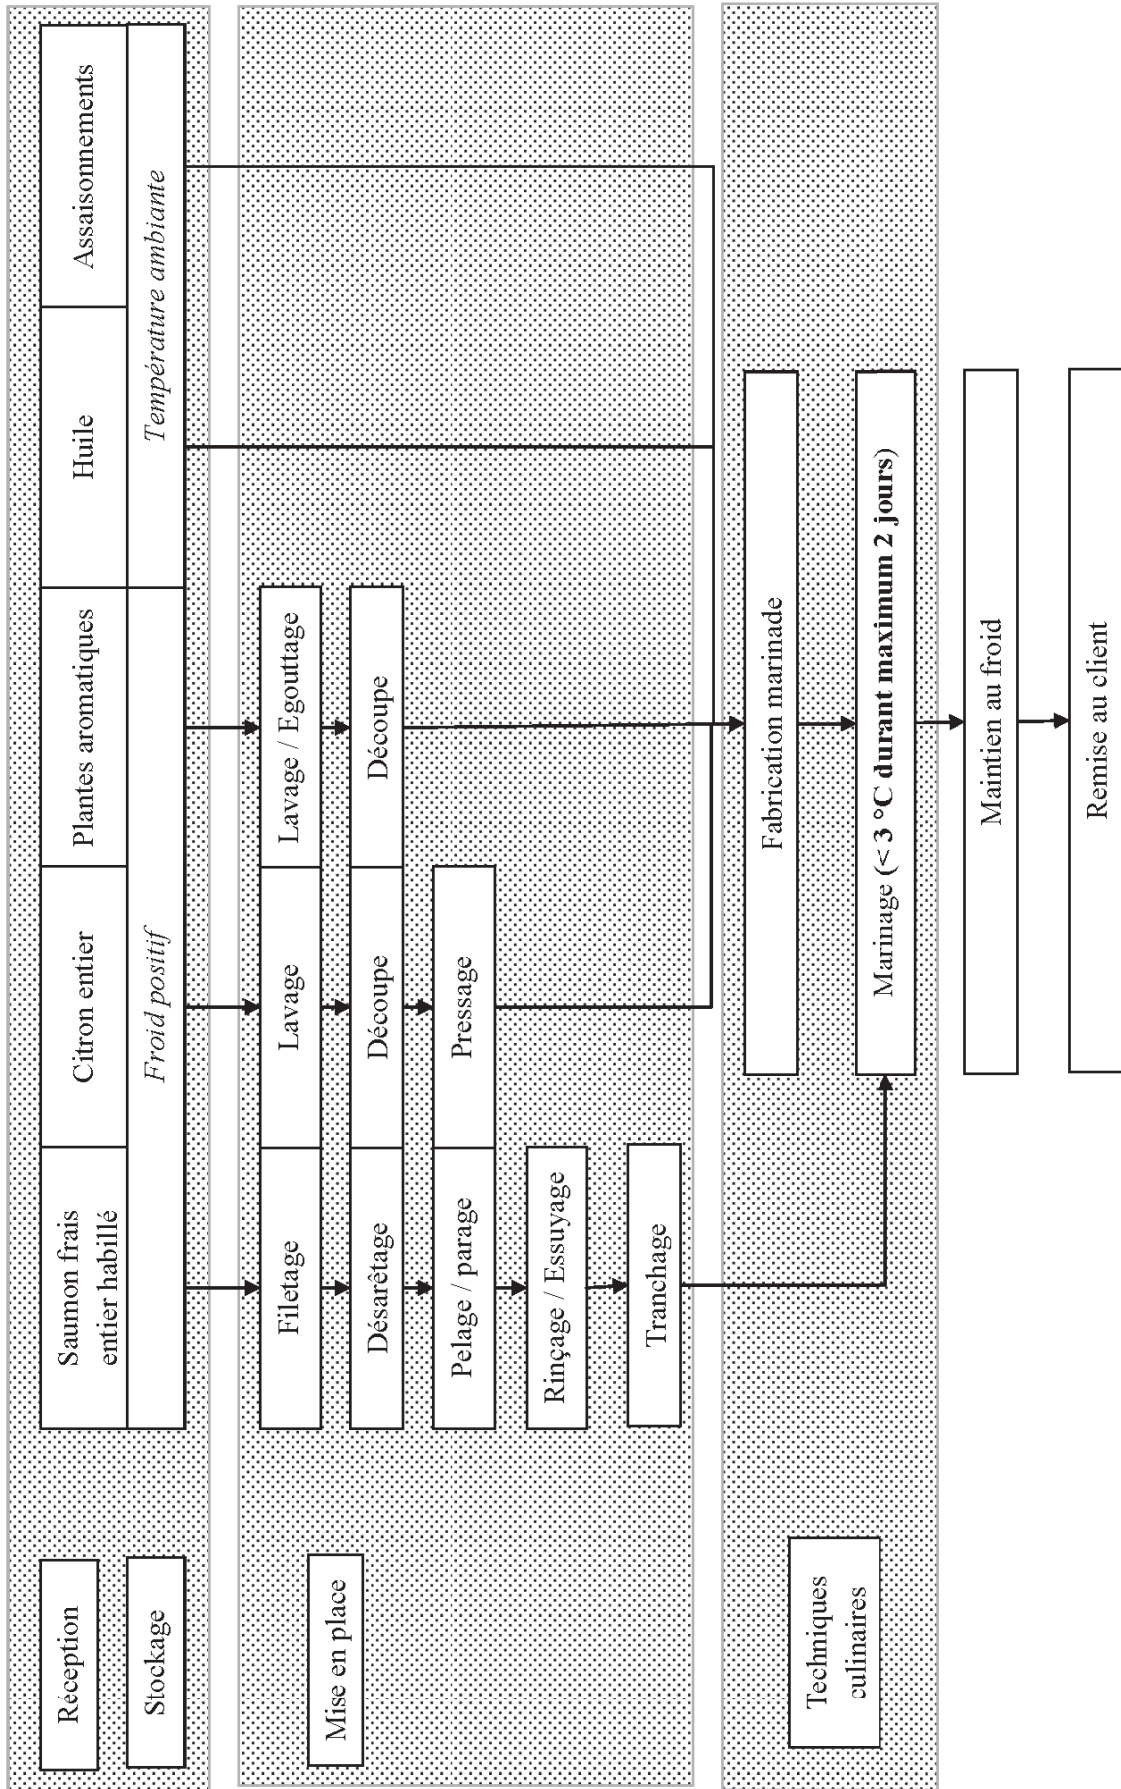 Réception
Saumon frais
entier habillé
Citron entier
Plantes aromatiques
Huile
Assaisonnements
Stockage
Froid positif
Température ambiante
Mise en place
Filetage
Lavage
Lavage / Egouttage
Désarêtage
Découpe
Découpe
Pelage / parage
Pressage
Rinçage / Essuyage
Tranchage
Techniques
culinaires
Fabrication marinade
Marinage (< 3 °C durant maximum 2 jours)
Maintien au froid
Remise au client